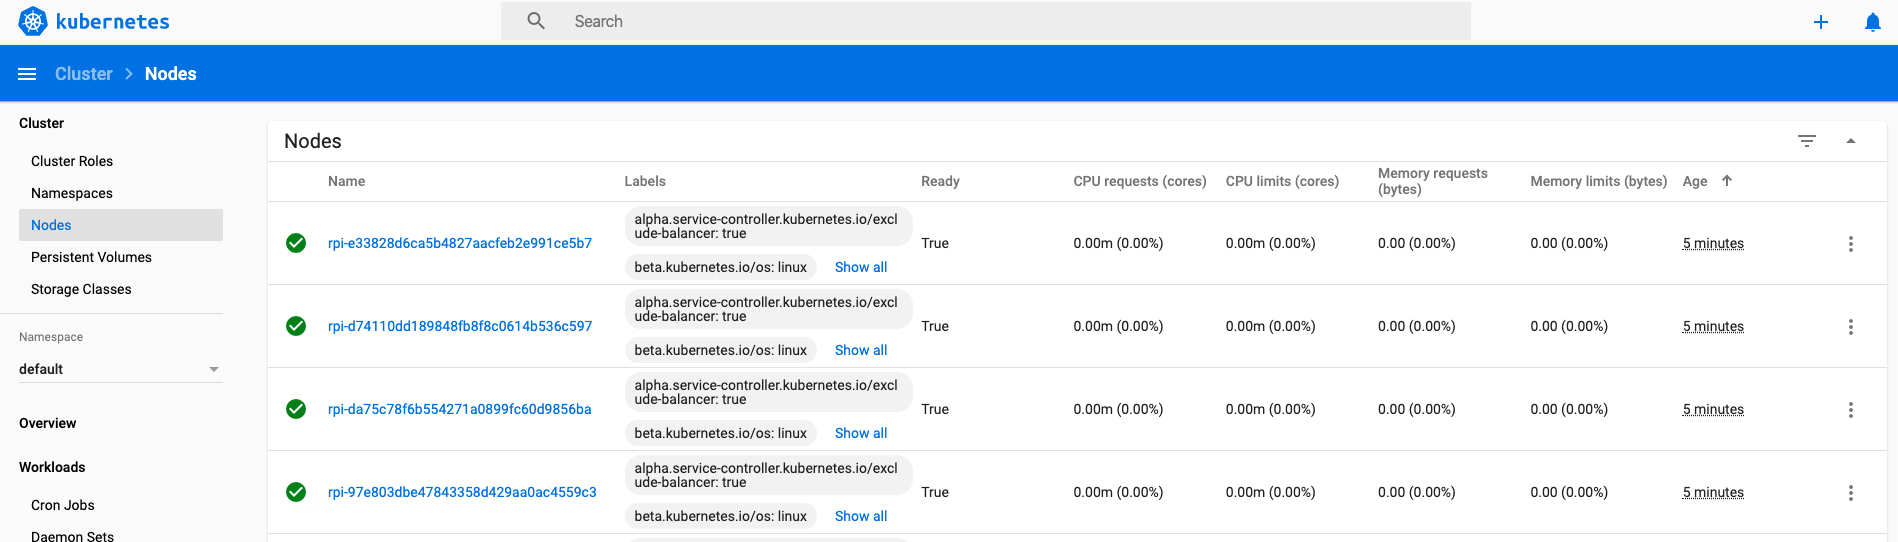 kubernetes
Search
Cluster > Nodes
Cluster
Cluster Roles
Namespaces
Nodes
Persistent Volumes
Storage Classes
Namespace
default
Overview
Workloads
Cron Jobs
Daemon Sets
Nodes
Name Labels Ready CPU requests (cores) CPU limits (cores) Memory requests (bytes) Memory limits (bytes) Age
rpi-e33828d6ca5b4827aacfeb2e991ce5b7
alpha.service-controller.kubernetes.io/excl
ude-balancer: true
beta.kubernetes.io/os: linux Show all
True 0.00m (0.00%) 0.00m (0.00%) 0.00 (0.00%) 0.00 (0.00%) 5 minutes
rpi-d74110dd189848fb8f8c0614b536c597
alpha.service-controller.kubernetes.io/excl
ude-balancer: true
beta.kubernetes.io/os: linux Show all
True 0.00m (0.00%) 0.00m (0.00%) 0.00 (0.00%) 0.00 (0.00%) 5 minutes
rpi-da75c78f6b554271a0899fc60d9856ba
alpha.service-controller.kubernetes.io/excl
ude-balancer: true
beta.kubernetes.io/os: linux Show all
True 0.00m (0.00%) 0.00m (0.00%) 0.00 (0.00%) 0.00 (0.00%) 5 minutes
rpi-97e803dbe47843358d429aa0ac4559c3
alpha.service-controller.kubernetes.io/excl
ude-balancer: true
beta.kubernetes.io/os: linux Show all
True 0.00m (0.00%) 0.00m (0.00%) 0.00 (0.00%) 0.00 (0.00%) 5 minutes